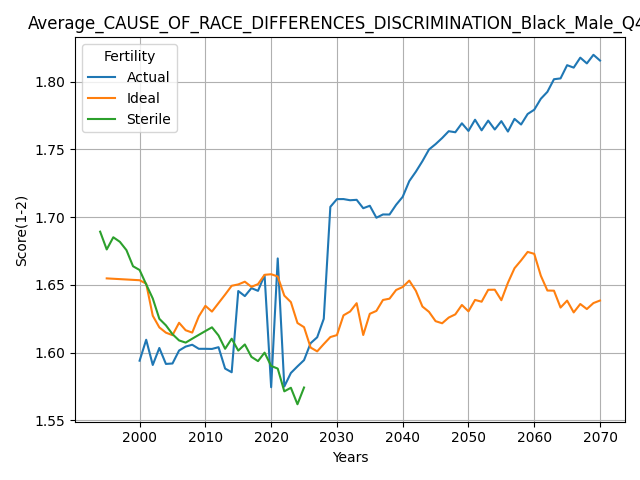 Average_CAUSE_OF_RACE_DIFFERENCES_DISCRIMINATION_Black_Male_Q4
Fertility
Actual
Ideal
Sterile
Score(1-2)
1.80
1.75
1.70
1.65
1.60
1.55
2000 2010 2020 2030 2040 2050 2060 2070
Years